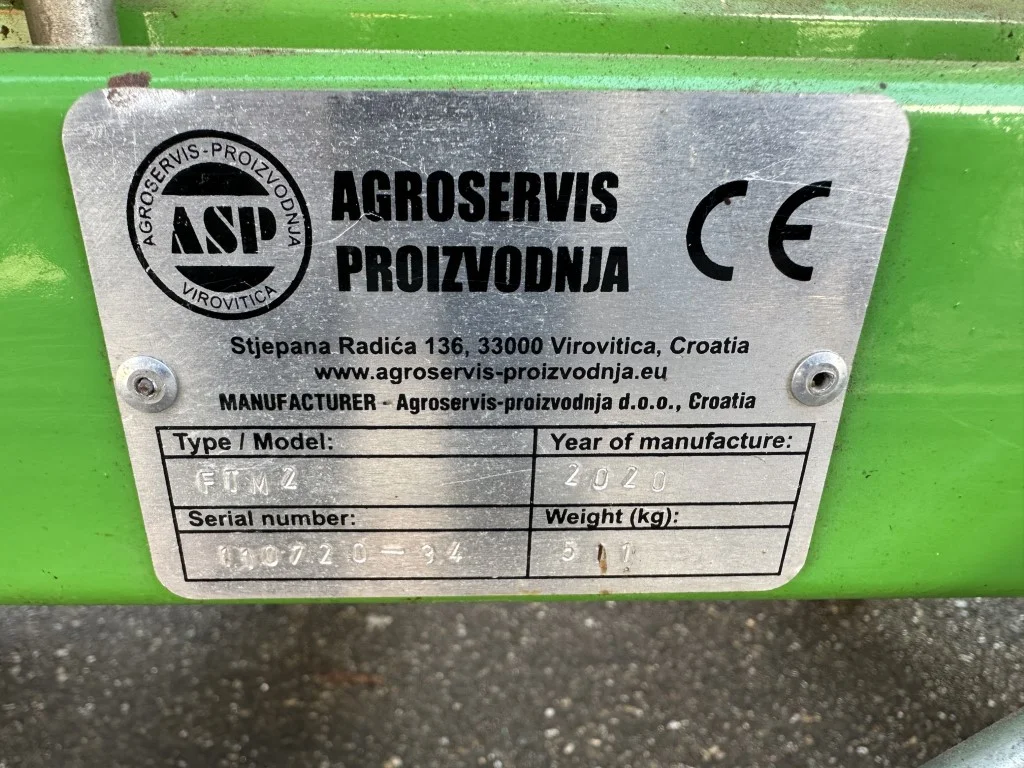 AGROSERVIS-PROIZVODNJA
ASP
VIROVITICA
AGROSERVIS
PROIZVODNJA
CE
Stjepana Radića 136, 33000 Virovitica, Croatia
www.agroservis-proizvodnja.eu
MANUFACTURER - Agroservis-proizvodnja d.o.o., Croatia
Type / Model: Year of manufacture:
FTM2 2020
Serial number: Weight (kg):
110720-34 511